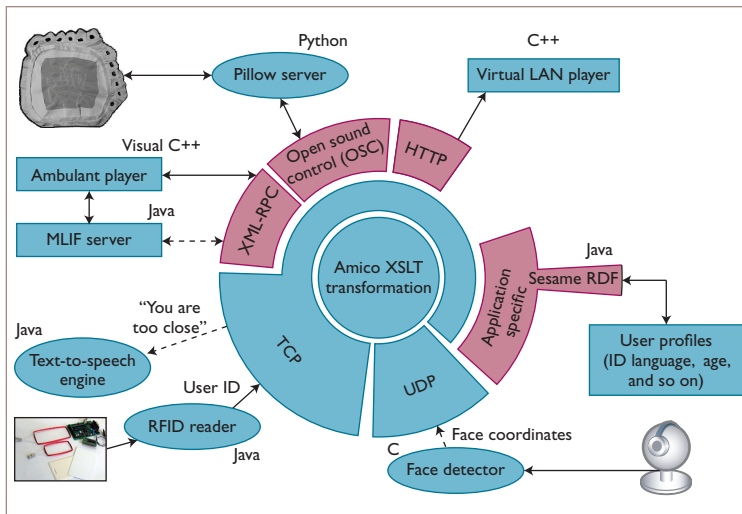 Python
Pillow server
C++
Virtual LAN player
Open sound
control (OSC)
HTTP
Visual C++
Ambulant player
XML-RPC
Java
MLIF server
Amico XSLT
transformation
Application
specific
Java
Sesame RDF
User profiles
(ID language, age,
and so on)
“You are
too close”
Java
Text-to-speech
engine
TCP
UDP
User ID
RFID reader
Java
Face coordinates
C
Face detector